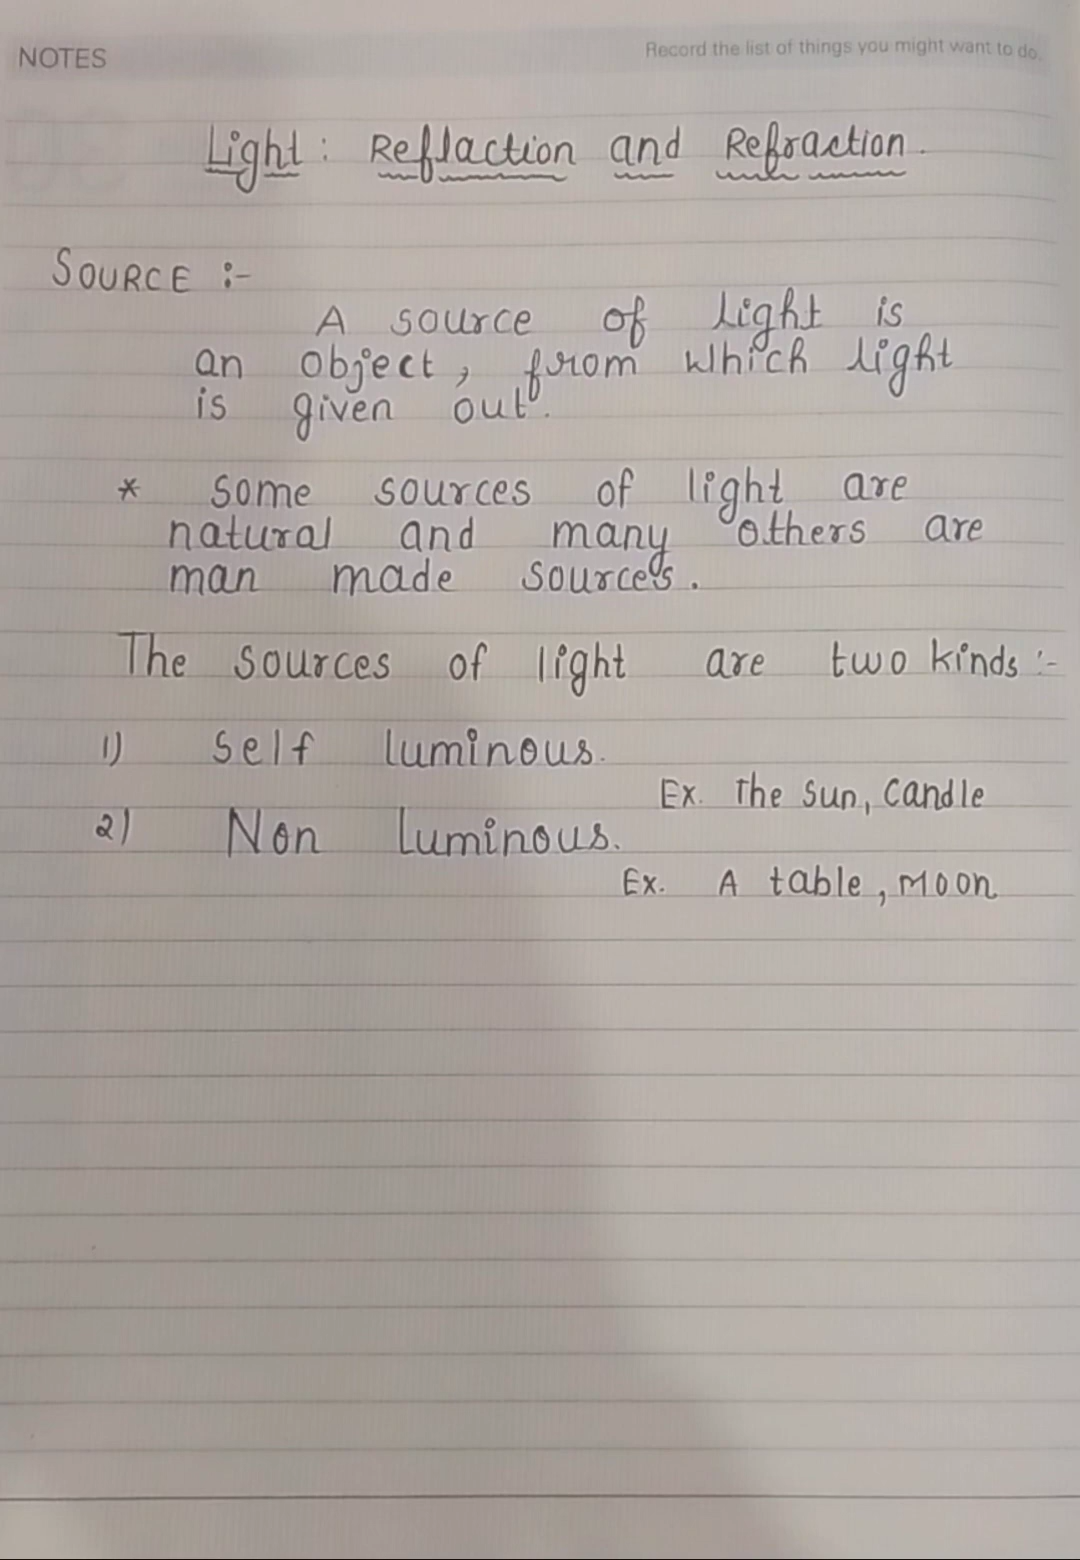 NOTES
Record the list of things you might want to do.
Light : Reflaction and Refraction.
SOURCE :-
A source of light is
an object, from which light
is given out.
* Some sources of light are
natural and many others are
man made sources.
The sources of light are two kinds :-
1) Self luminous.
Ex. The Sun, Candle
2) Non luminous.
Ex. A table, Moon